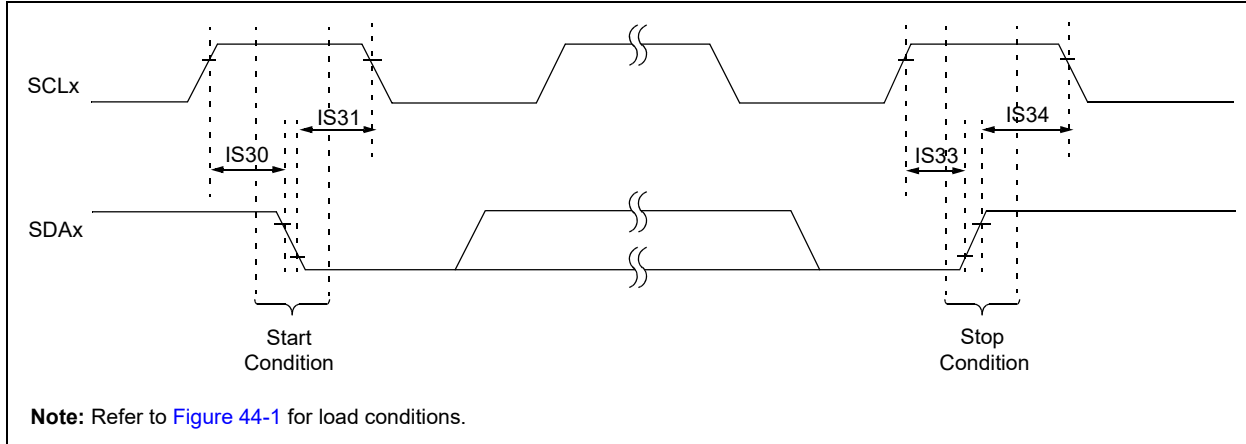 SCLx
IS31
IS34
IS30
IS33
SDAx
Start
Condition
Stop
Condition
Note: Refer to Figure 44-1 for load conditions.